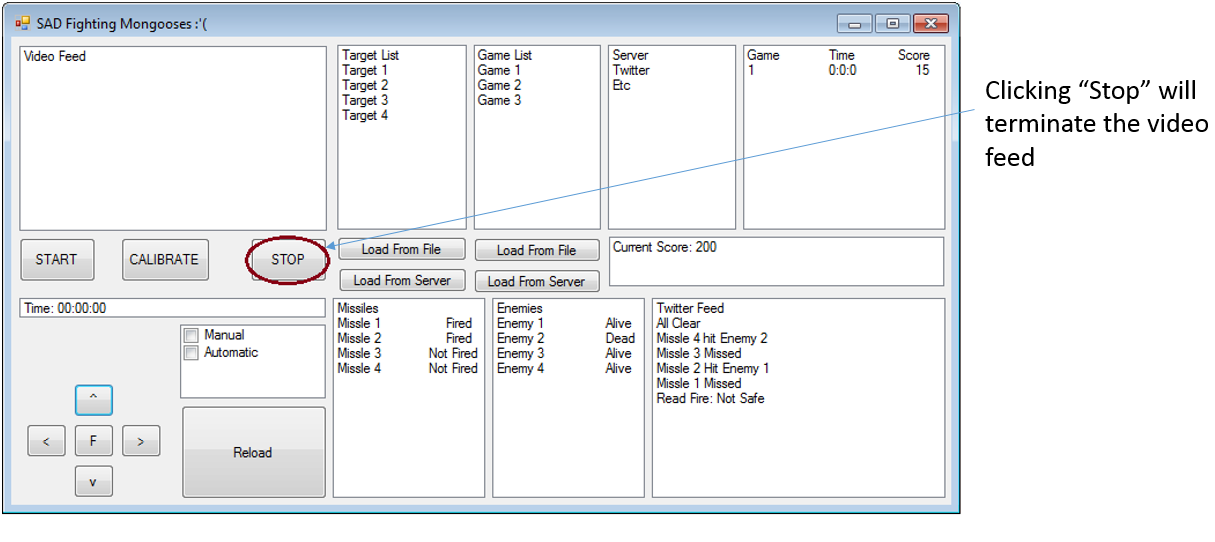 SAD Fighting Mongooses :'(
Video Feed
Target List
Target 1
Target 2
Target 3
Target 4
Game List
Game 1
Game 2
Game 3
Server
Twitter
Etc
Game Time Score
1 0:0:0 15
Clicking “Stop” will
terminate the video
feed
START
CALIBRATE
STOP
Load From File
Load From Server
Load From File
Load From Server
Current Score: 200
Time: 00:00:00
Manual
Automatic
^
< F >
v
Reload
Missiles
Missle 1 Fired
Missle 2 Fired
Missle 3 Not Fired
Missle 4 Not Fired
Enemies
Enemy 1 Alive
Enemy 2 Dead
Enemy 3 Alive
Enemy 4 Alive
Twitter Feed
All Clear
Missle 4 hit Enemy 2
Missle 3 Missed
Missle 2 Hit Enemy 1
Missle 1 Missed
Read Fire: Not Safe